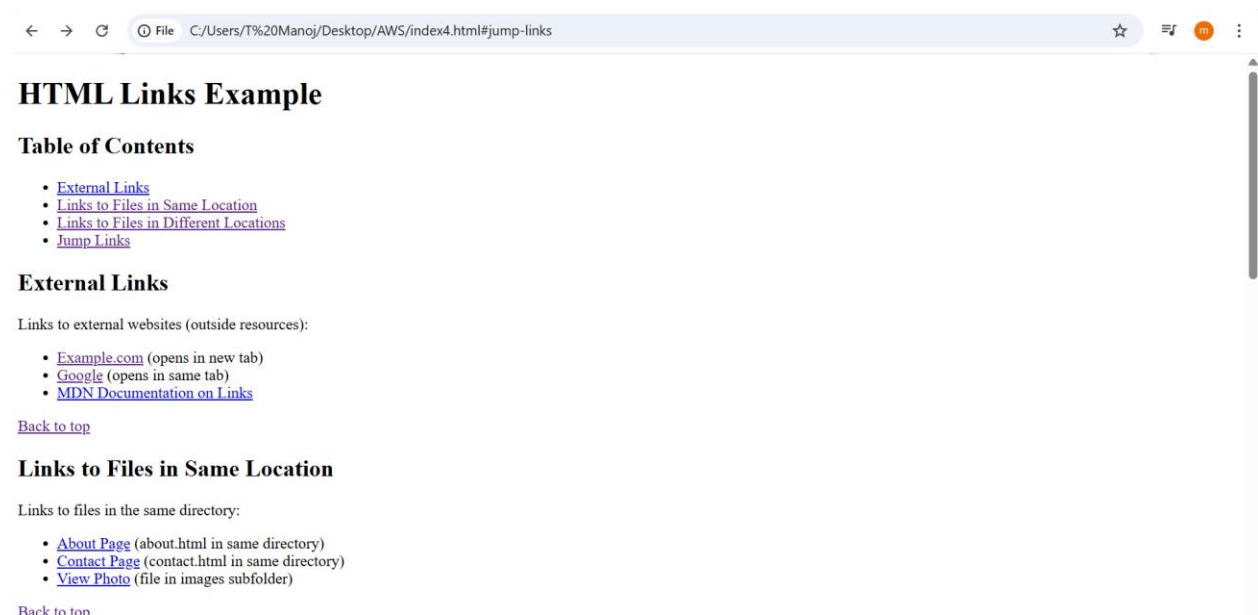 File C:/Users/T%20Manoj/Desktop/AWS/index4.html#jump-links
m
HTML Links Example
Table of Contents
• External Links
• Links to Files in Same Location
• Links to Files in Different Locations
• Jump Links
External Links
Links to external websites (outside resources):
• Example.com (opens in new tab)
• Google (opens in same tab)
• MDN Documentation on Links
Back to top
Links to Files in Same Location
Links to files in the same directory:
• About Page (about.html in same directory)
• Contact Page (contact.html in same directory)
• View Photo (file in images subfolder)
Back to top